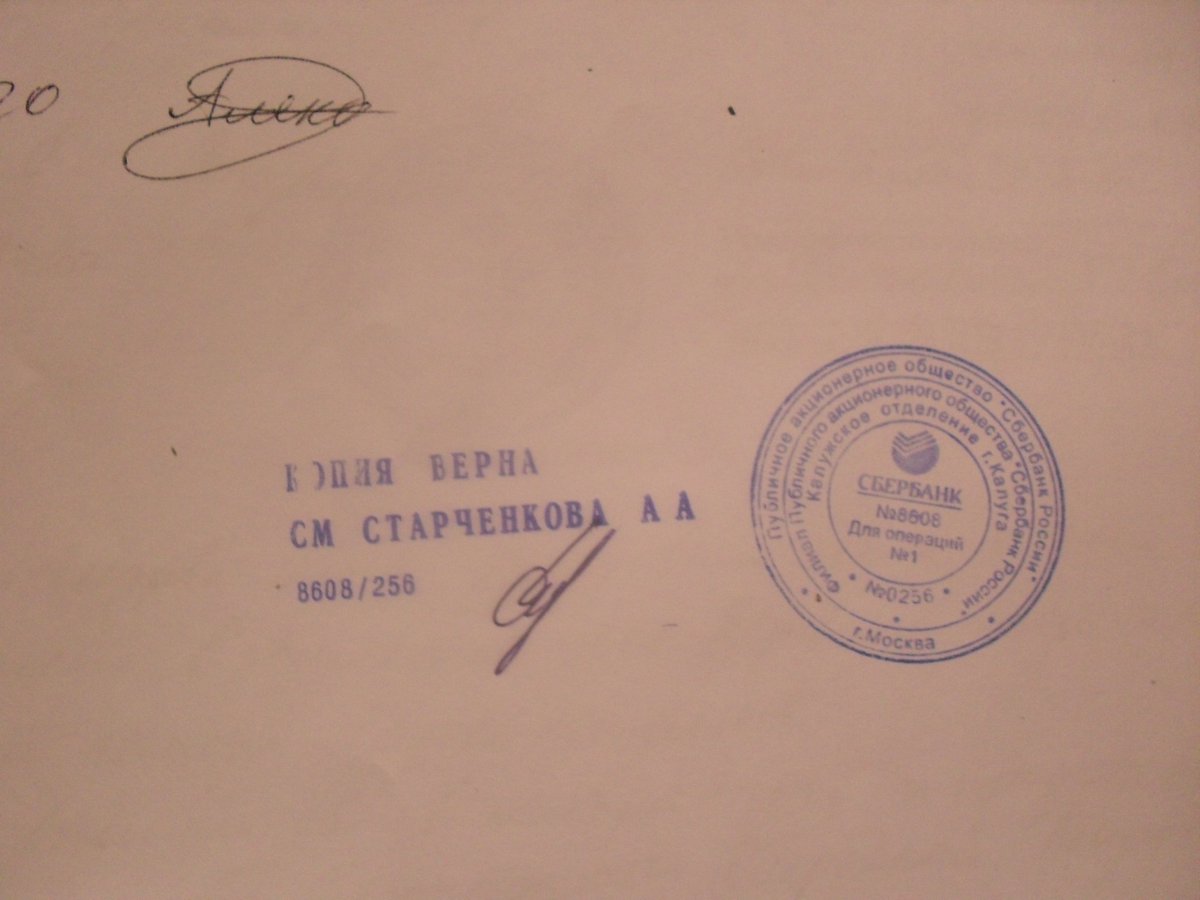 20
КОПИЯ ВЕРНА
СМ СТАРЧЕНКОВА А А
8608/256
Публичное акционерное общество "Сбербанк России"
Филиал Публичного акционерного общества "Сбербанк России"
Калужское отделение г.Калуга
СБЕРБАНК
№8608
Для операций
№1
№0256
г.Москва